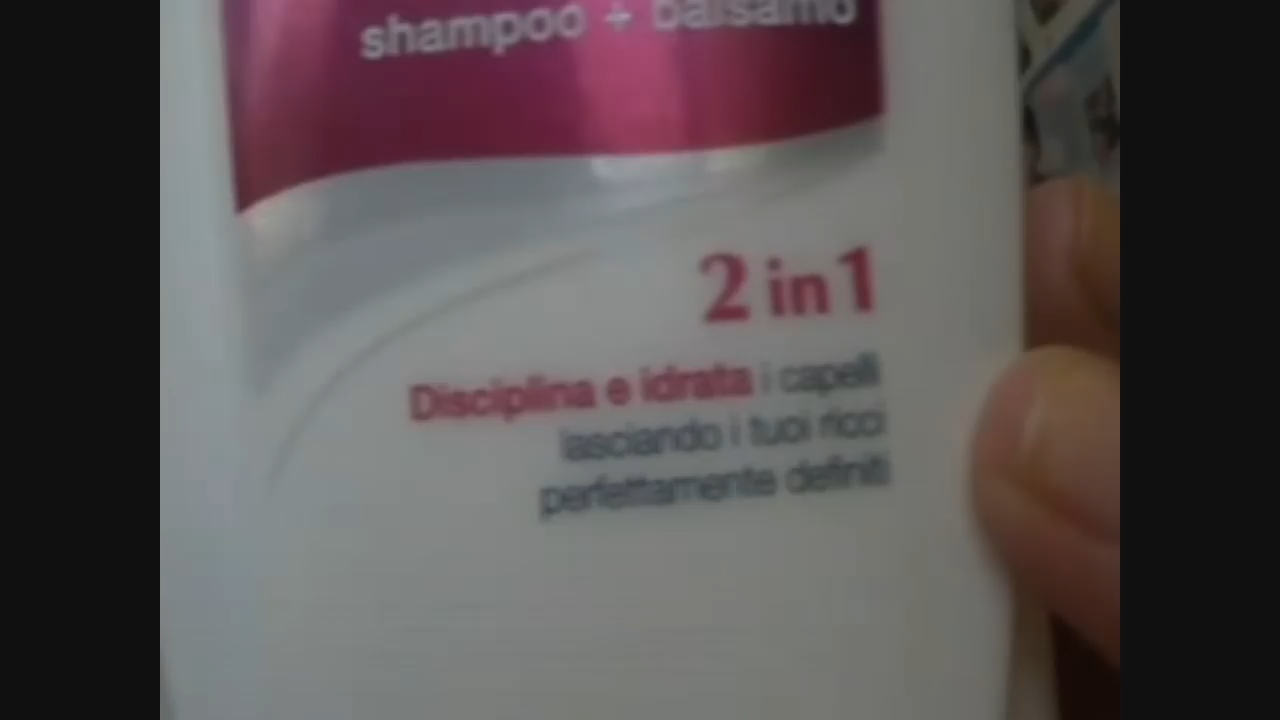 shampoo + balsamo
2 in 1
Disciplina e idrata i capelli
lasciando i tuoi ricci
perfettamente definiti